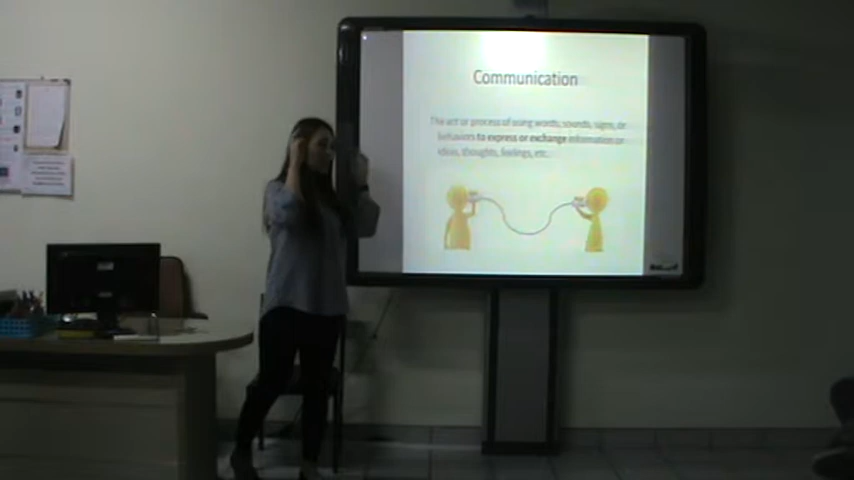 Communication
The act or process of using words, sounds, signs, or
behaviors to express or exchange information or
ideas, thoughts, feelings, etc.